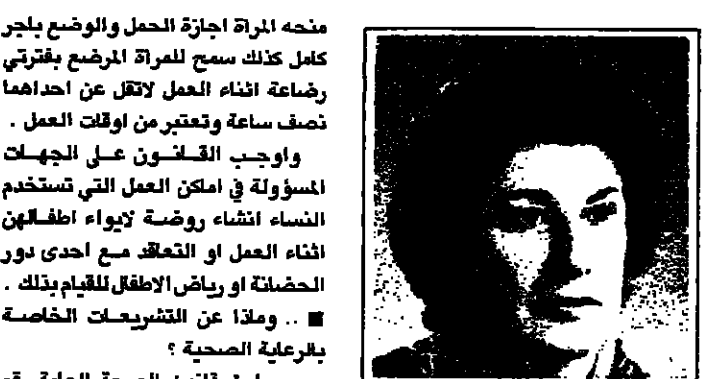 منحه المراة اجازة الحمل والوضع باجر
كامل كذلك سمح للمراة المرضع بفترتي
رضاعة اثناء العمل لاتقل عن احداهما
نصف ساعة وتعتبر من اوقات العمل .
واوجب القانون على الجهات
المسؤولة في اماكن العمل التي تستخدم
النساء انشاء روضة لايواء اطفالهن
اثناء العمل او التعاقد مع احدى دور
الحضانة او رياض الاطفال للقيام بذلك .
■ .. وماذا عن التشريعات الخاصة
بالرعاية الصحية ؟